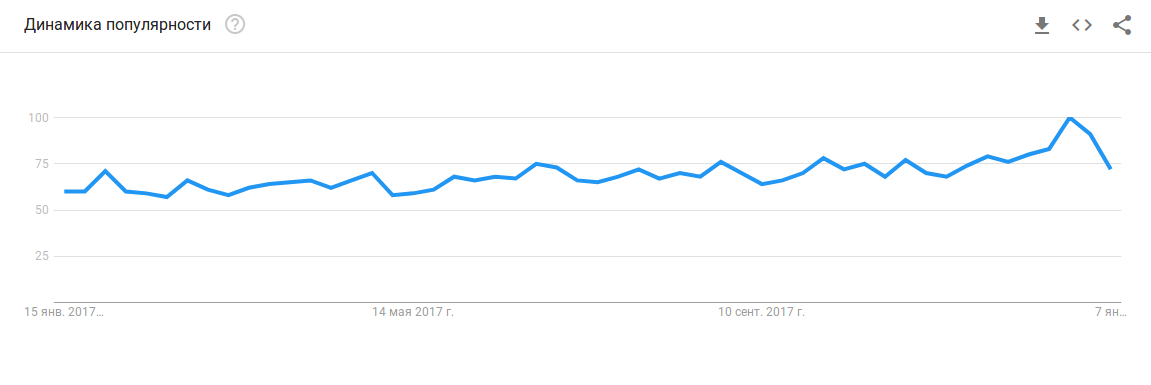 Динамика популярности
100
75
50
25
15 янв. 2017…
14 мая 2017 г.
10 сент. 2017 г.
7 ян…